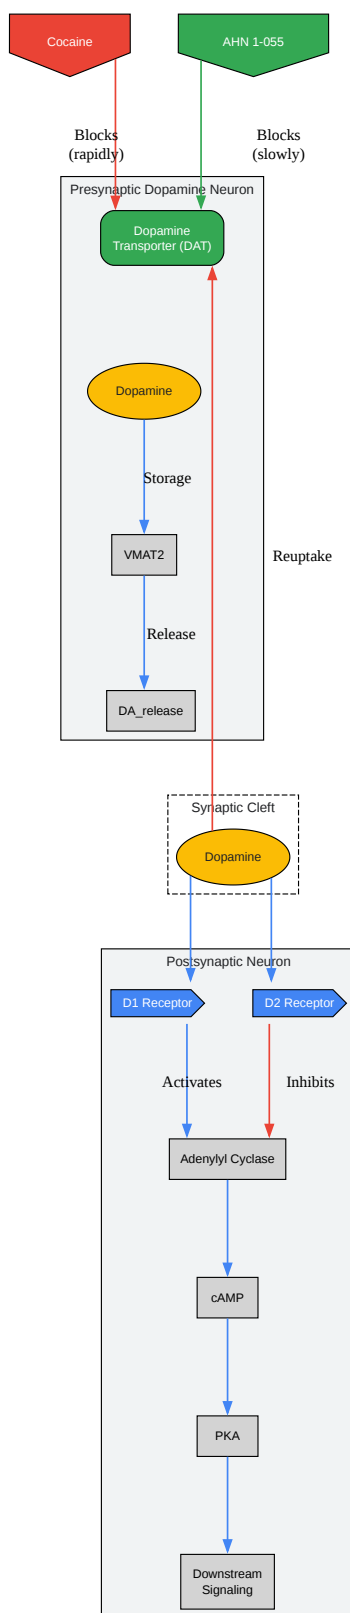 Cocaine
AHN 1-055
Blocks
(rapidly)
Blocks
(slowly)
Presynaptic Dopamine Neuron
Dopamine
Transporter (DAT)
Dopamine
Storage
VMAT2
Reuptake
Release
DA_release
Synaptic Cleft
Dopamine
Postsynaptic Neuron
D1 Receptor
D2 Receptor
Activates
Inhibits
Adenylyl Cyclase
cAMP
PKA
Downstream
Signaling